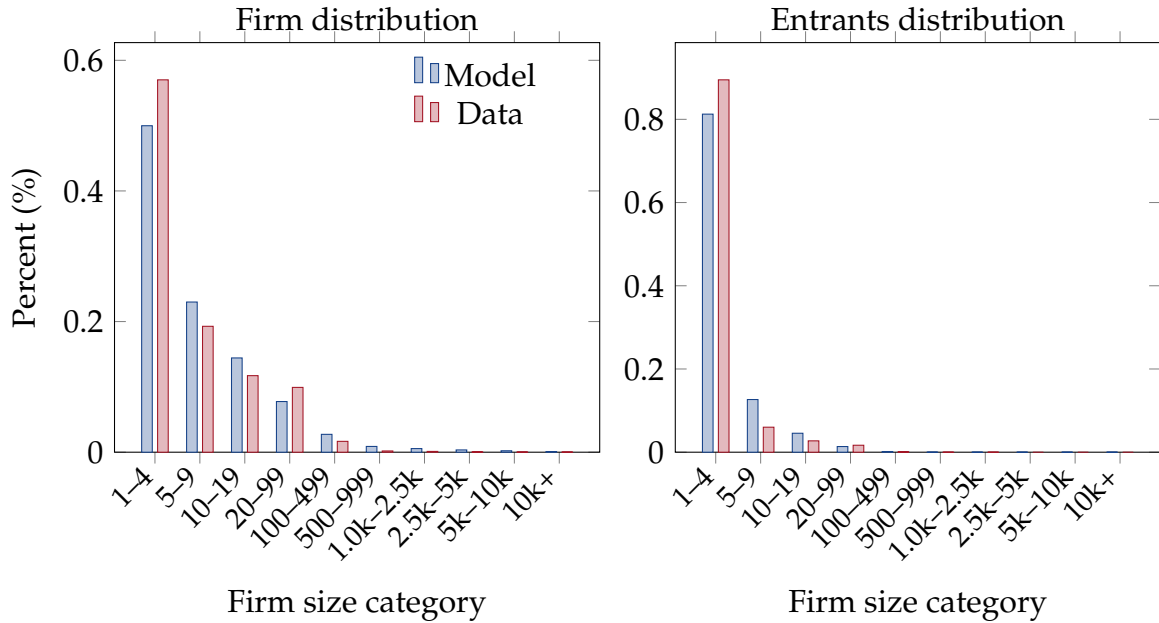 Firm distribution
Percent (%)
0.6
0.4
0.2
0
Model
Data
1–4
5–9
10–19
20–99
100–499
500–999
1.0k–2.5k
2.5k–5k
5k–10k
10k+
Firm size category
Entrants distribution
0.8
0.6
0.4
0.2
0
1–4
5–9
10–19
20–99
100–499
500–999
1.0k–2.5k
2.5k–5k
5k–10k
10k+
Firm size category